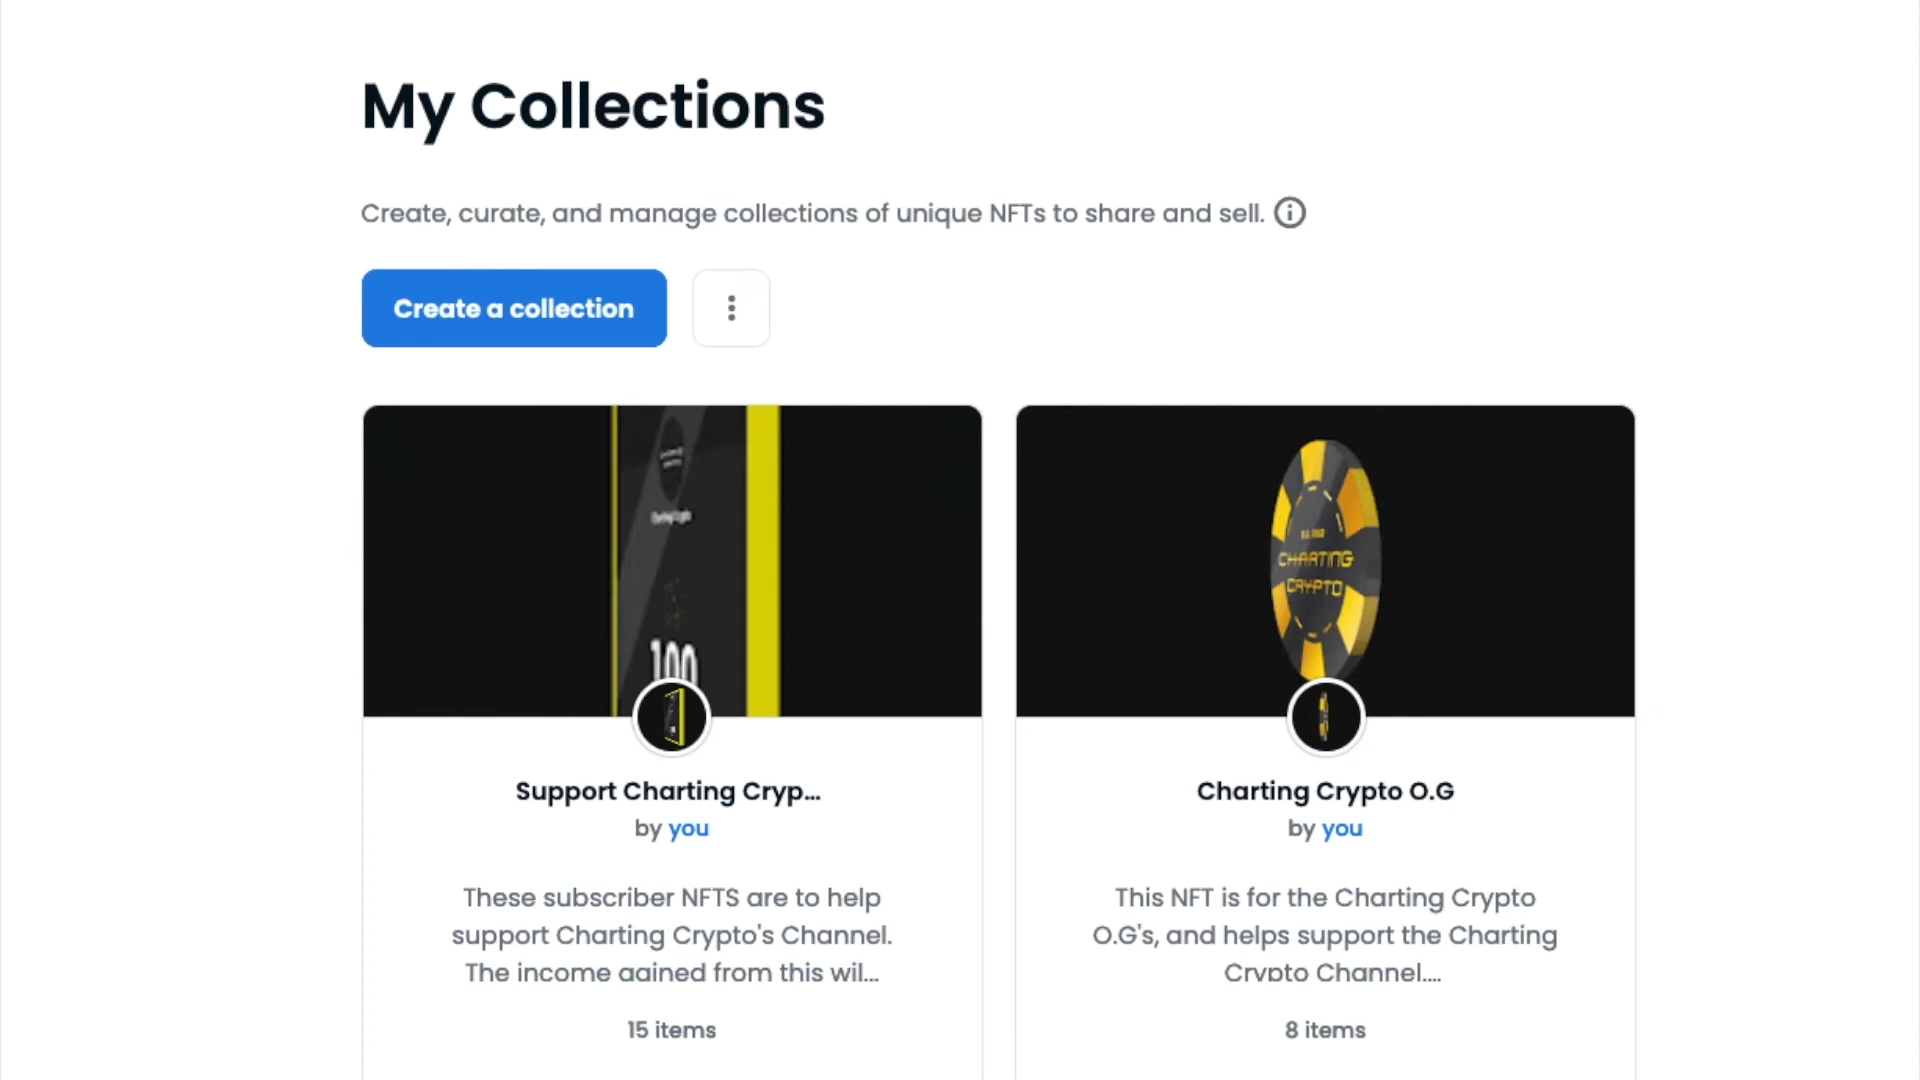 My Collections
Create, curate, and manage collections of unique NFTs to share and sell.
Create a collection
100
CHARTING
CRYPTO
Support Charting Cryp...
by you
These subscriber NFTS are to help
support Charting Crypto's Channel.
The income gained from this wil...
15 items
Charting Crypto O.G
by you
This NFT is for the Charting Crypto
O.G's, and helps support the Charting
Crypto Channel....
8 items